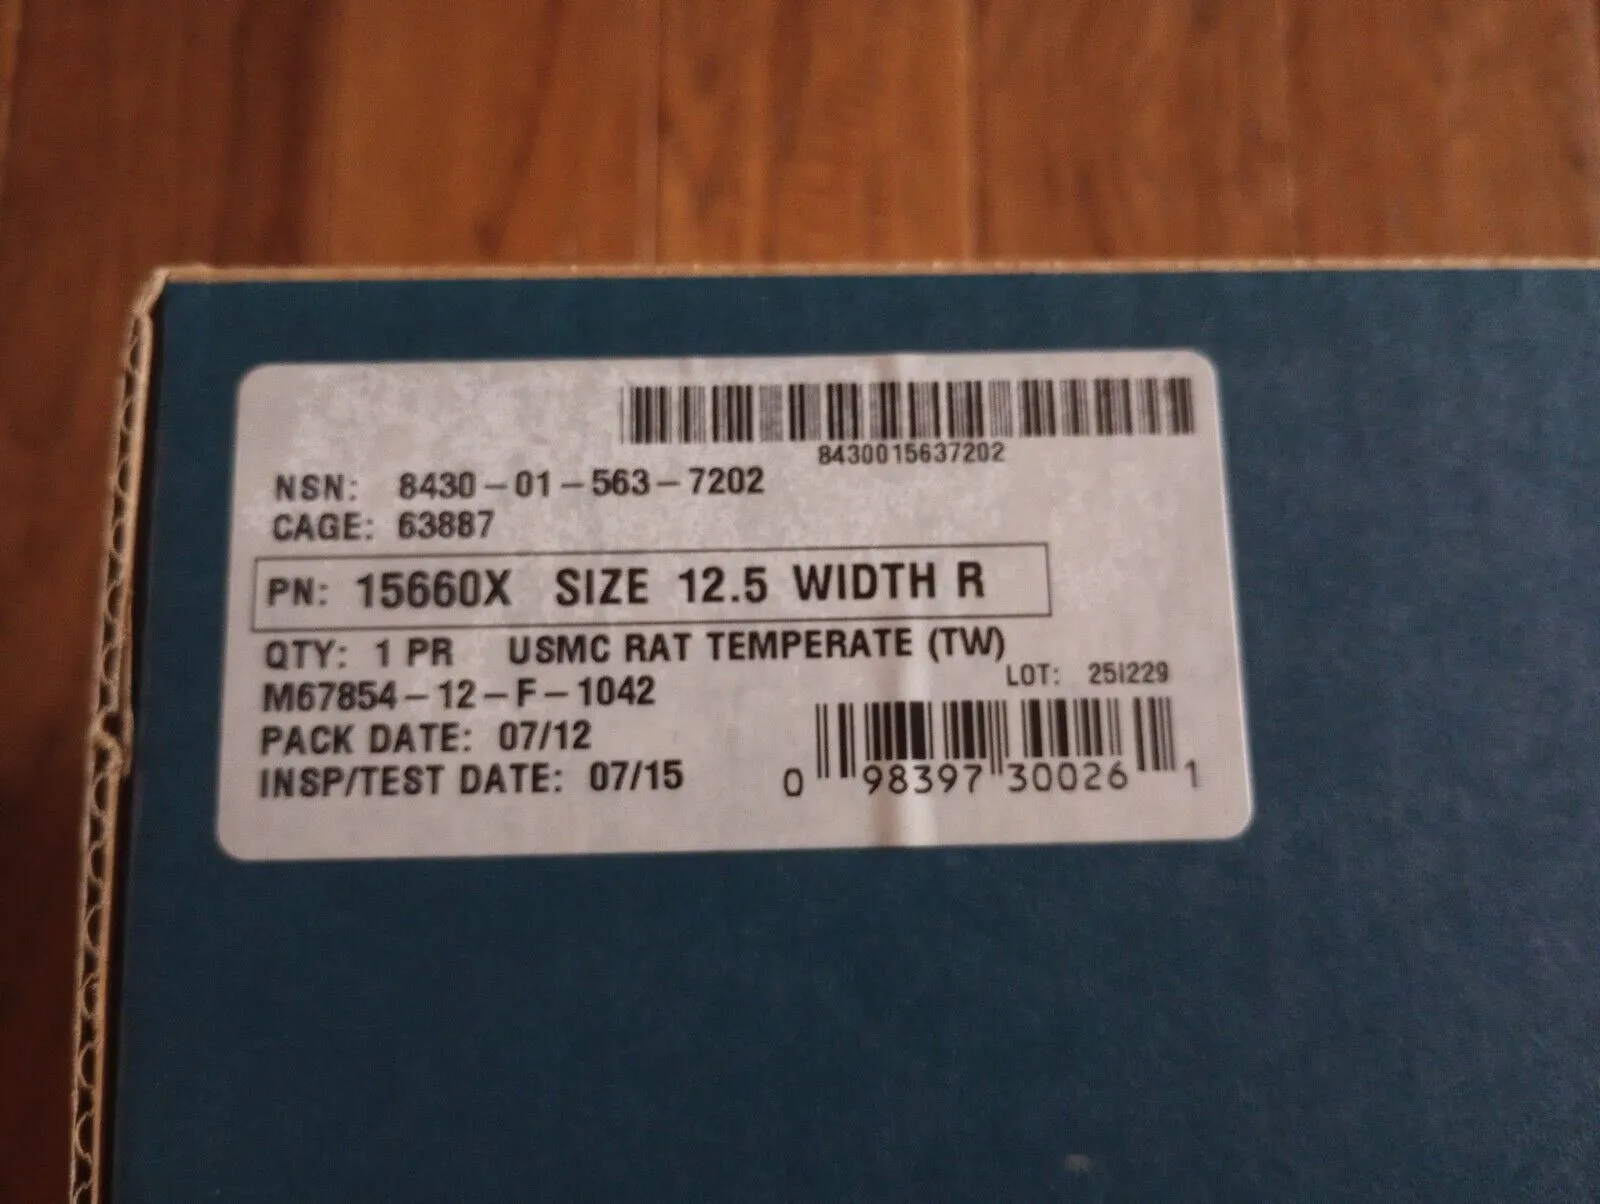 8430015637202
NSN: 8430-01-563-7202
CAGE: 63887
PN: 15660X SIZE 12.5 WIDTH R
QTY: 1 PR USMC RAT TEMPERATE (TW)
LOT: 251229
M67854-12-F-1042
PACK DATE: 07/12
INSP/TEST DATE: 07/15
0 98397 30026 1